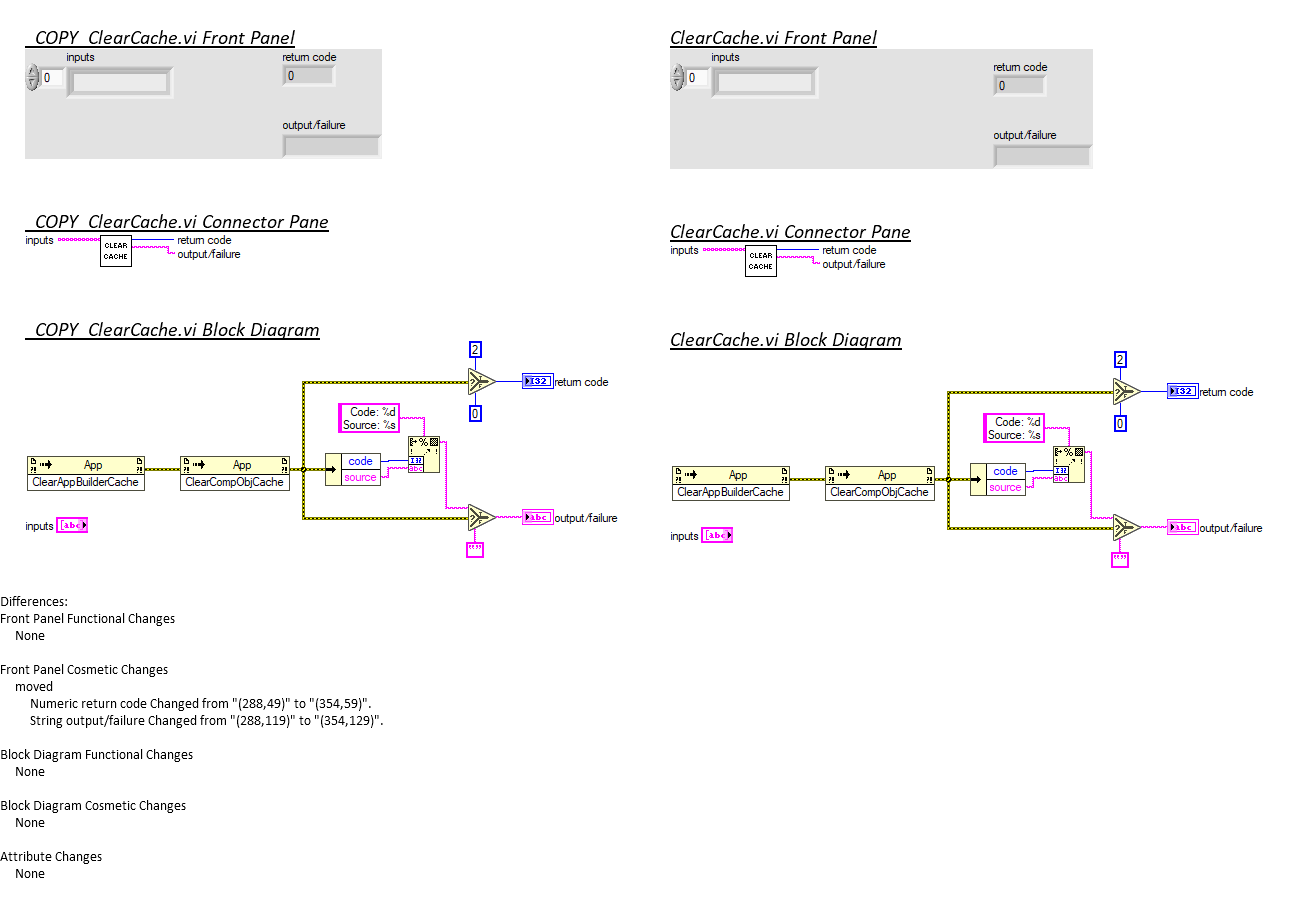 _COPY_ClearCache.vi Front Panel
inputs
0
return code
0
output/failure
_COPY_ClearCache.vi Connector Pane
inputs
CLEAR
CACHE
return code
output/failure
_COPY_ClearCache.vi Block Diagram
2
I32
return code
0
Code: %d
Source: %s
%
I32
abc
code
source
App
ClearAppBuilderCache
App
ClearCompObjCache
?
T
F
?
T
F
abc
output/failure
""
inputs
[abc]
ClearCache.vi Front Panel
inputs
0
return code
0
output/failure
ClearCache.vi Connector Pane
inputs
CLEAR
CACHE
return code
output/failure
ClearCache.vi Block Diagram
2
I32
return code
0
Code: %d
Source: %s
%
I32
abc
code
source
App
ClearAppBuilderCache
App
ClearCompObjCache
?
T
F
?
T
F
abc
output/failure
""
inputs
[abc]
Differences:
Front Panel Functional Changes
None
Front Panel Cosmetic Changes
moved
Numeric return code Changed from "(288,49)" to "(354,59)".
String output/failure Changed from "(288,119)" to "(354,129)".
Block Diagram Functional Changes
None
Block Diagram Cosmetic Changes
None
Attribute Changes
None